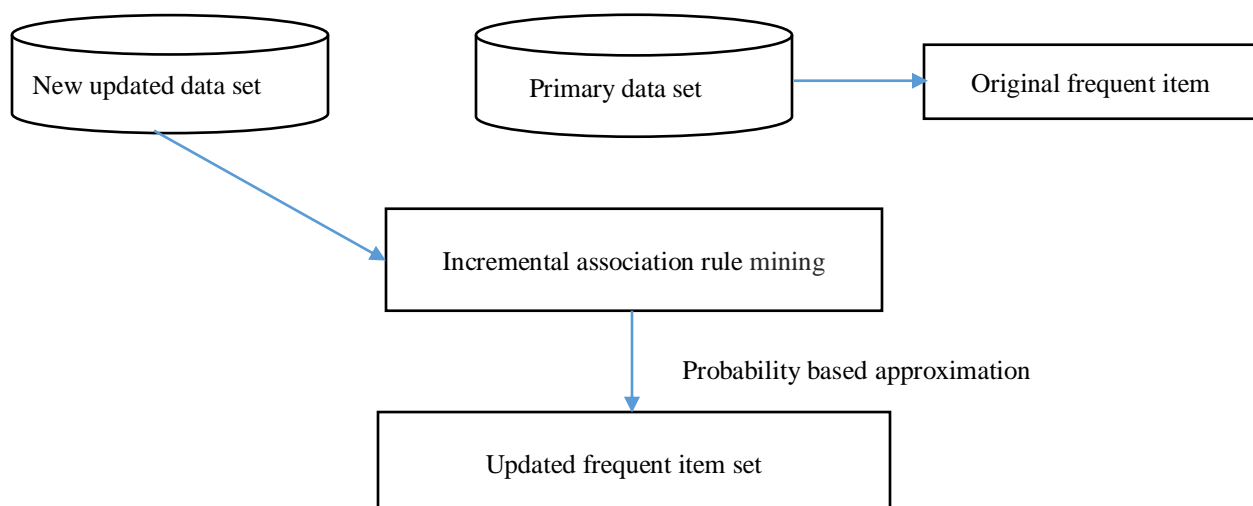 New updated data set
Primary data set
Original frequent item
Incremental association rule mining
Probability based approximation
Updated frequent item set